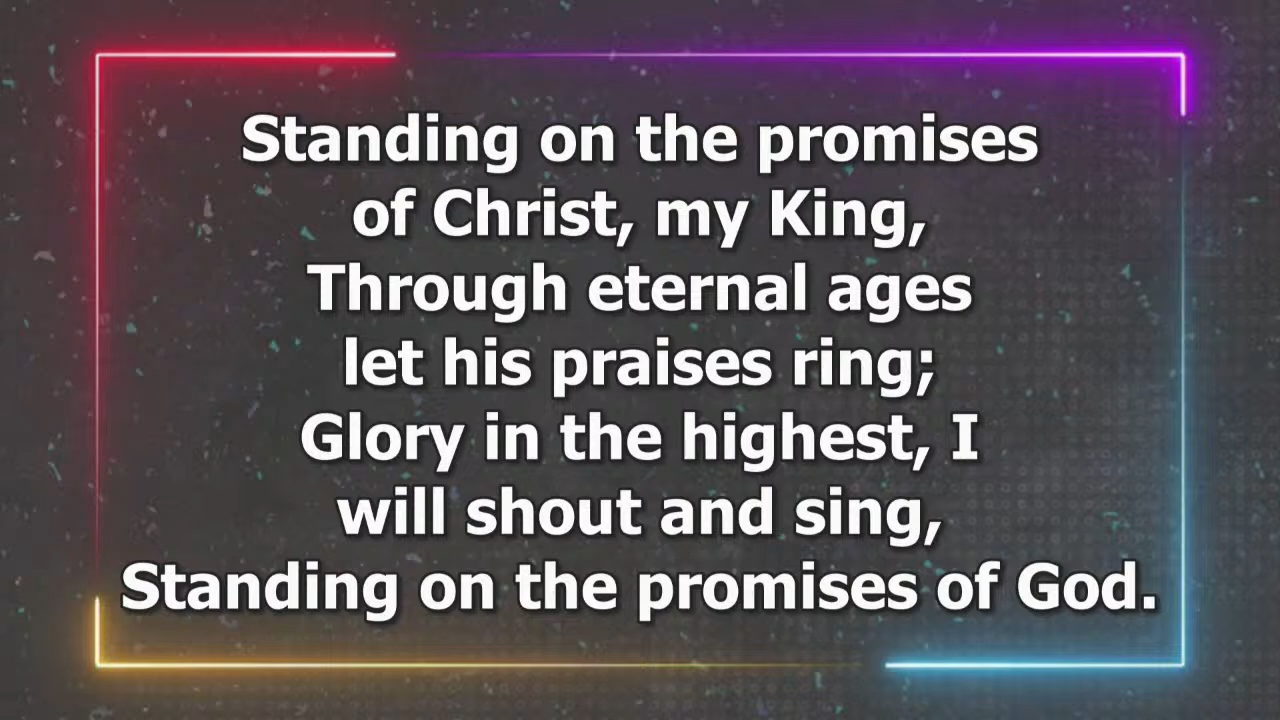 Standing on the promises
of Christ, my King,
Through eternal ages
let his praises ring;
Glory in the highest, I
will shout and sing,
Standing on the promises of God.